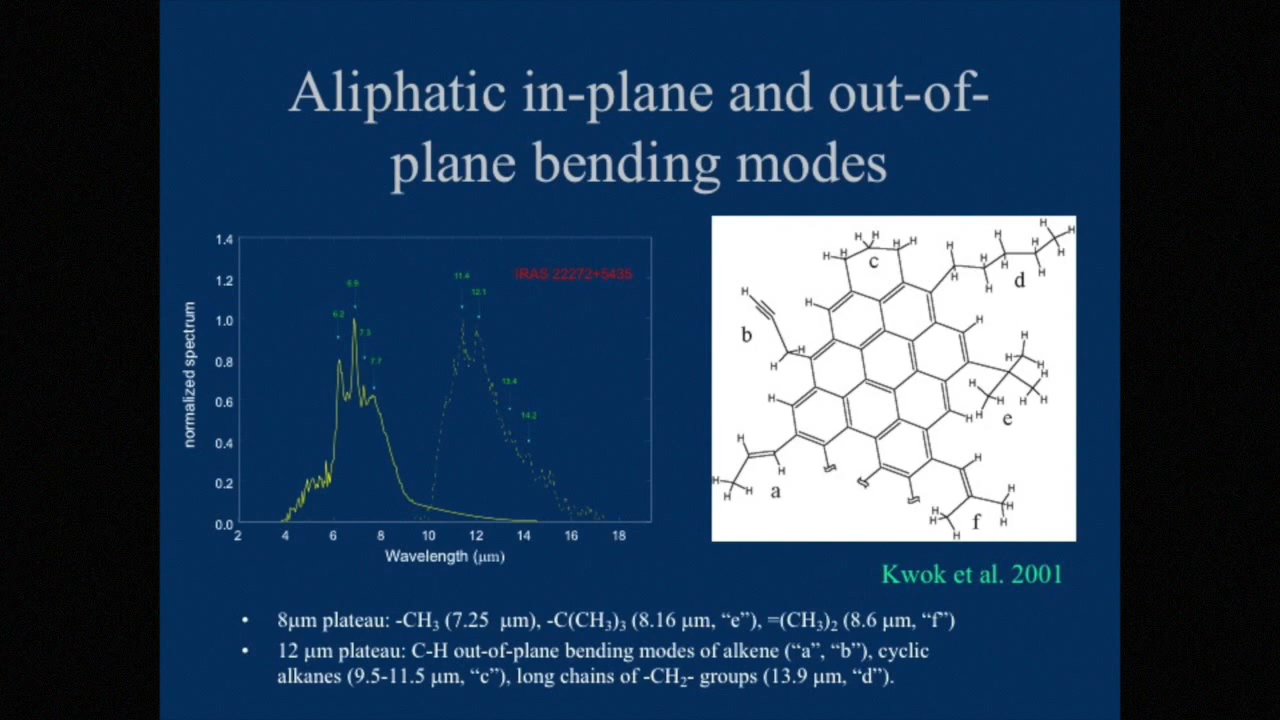 Aliphatic in-plane and out-of-
plane bending modes
normalized spectrum
1.4
1.2
1.0
0.8
0.6
0.4
0.2
0.0
2 4 6 8 10 12 14 16 18
Wavelength (μm)
IRAS 22272+5435
6.2
6.9
7.3
7.7
11.4
12.1
13.4
14.2
H H H H H H
c
H H H H H H H H
d
H
b
H H
H
H
H
H H H H H H H
e
H
H
H
H H H
a
H
H H H H H
f
Kwok et al. 2001
• 8μm plateau: -CH₃ (7.25 μm), -C(CH₃)₃ (8.16 μm, “e”), =(CH₃)₂ (8.6 μm, “f”)
• 12 μm plateau: C-H out-of-plane bending modes of alkene (“a”, “b”), cyclic
alkanes (9.5-11.5 μm, “c”), long chains of -CH₂- groups (13.9 μm, “d”).